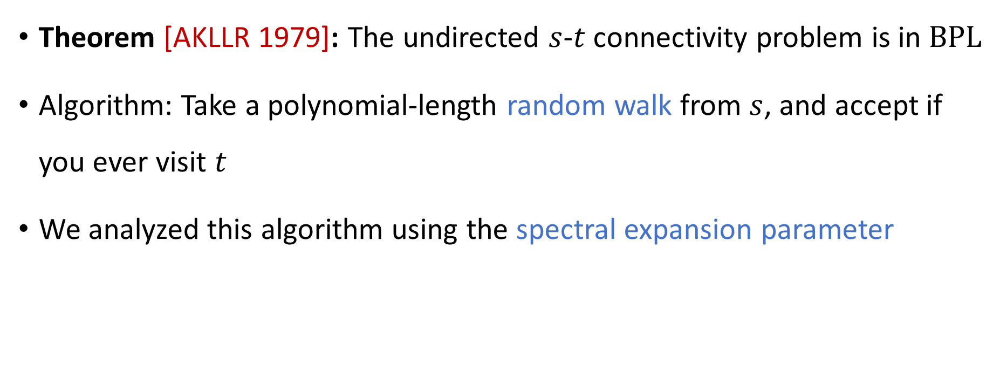 • Theorem [AKLLR 1979]: The undirected s-t connectivity problem is in BPL
• Algorithm: Take a polynomial-length random walk from s, and accept if
you ever visit t
• We analyzed this algorithm using the spectral expansion parameter